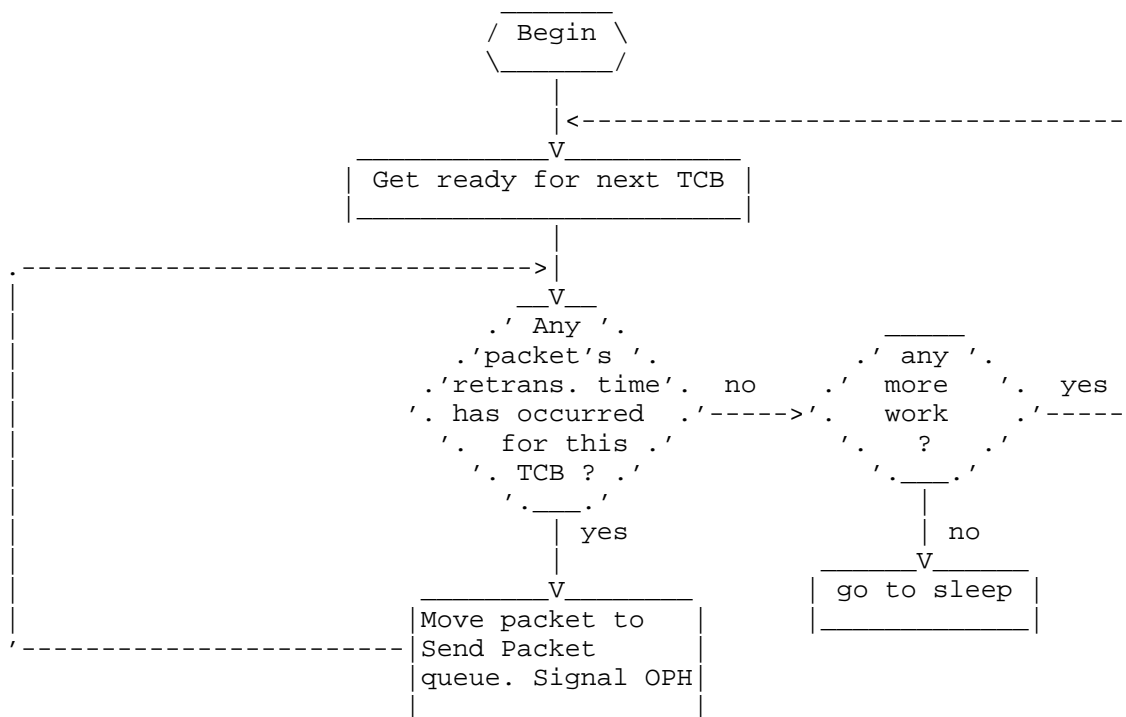 Begin
Get ready for next TCB
Any
packet's
retrans. time
has occurred
for this
TCB ?
no
any
more
work
?
yes
yes
no
go to sleep
Move packet to
Send Packet
queue. Signal OPH